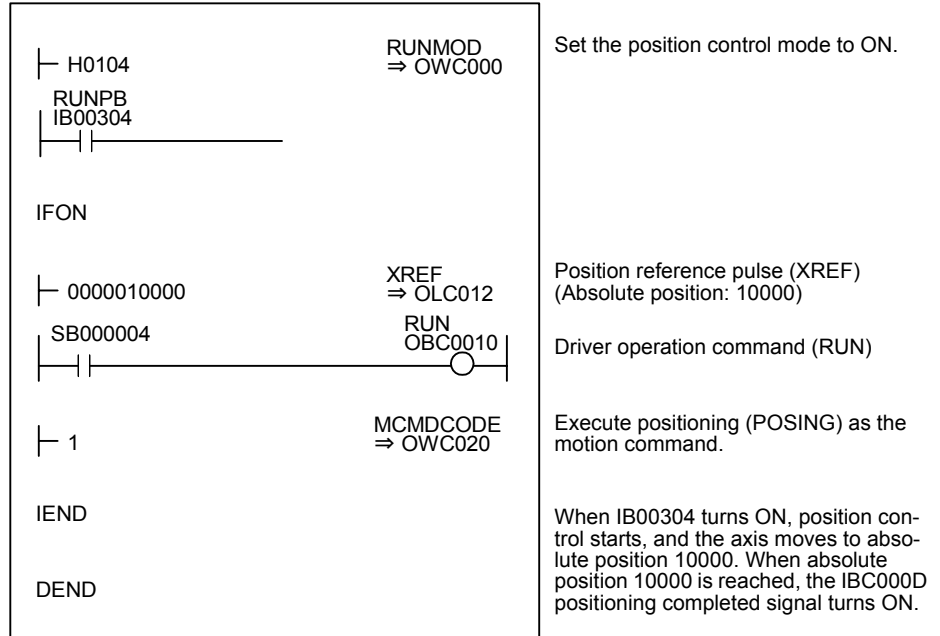 RUNMOD
H0104 ⇒ OWC000
Set the position control mode to ON.
RUNPB
IB00304
IFON
XREF
0000010000 ⇒ OLC012
Position reference pulse (XREF)
(Absolute position: 10000)
SB000004
RUN
OBC0010
Driver operation command (RUN)
MCMDCODE
1 ⇒ OWC020
Execute positioning (POSING) as the
motion command.
IEND
DEND
When IB00304 turns ON, position con-
trol starts, and the axis moves to abso-
lute position 10000. When absolute
position 10000 is reached, the IBC000D
positioning completed signal turns ON.